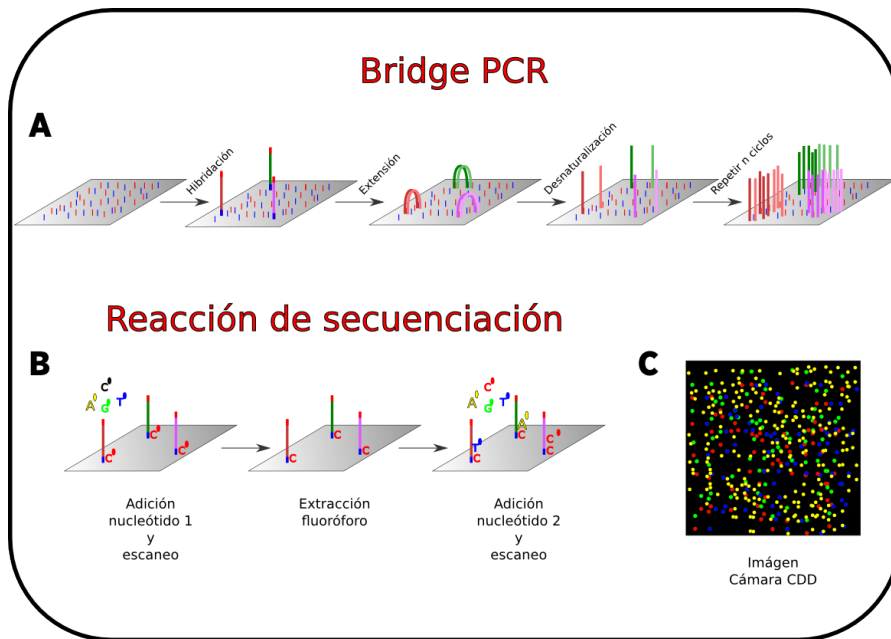 Bridge PCR
A
Hibridación
Extensión
Desnaturalización
Repetir n ciclos
Reacción de secuenciación
B
C
A
G
T
C
C
C
C
C
C
A
C
G
T
T
C
A
C
C
Adición
nucleótido 1
y
escaneo
Extracción
fluoróforo
Adición
nucleótido 2
y
escaneo
C
Imágen
Cámara CDD